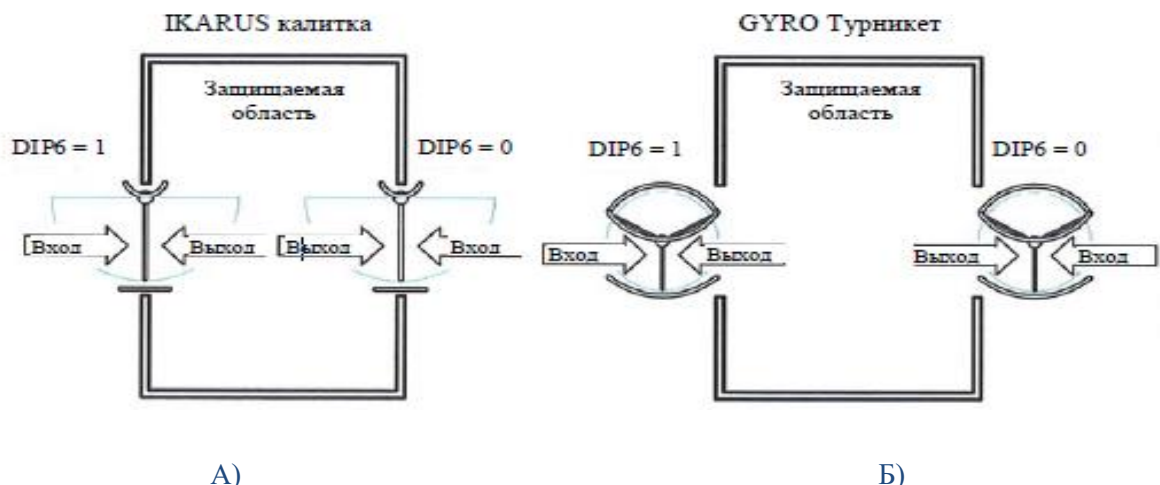 IKARUS калитка
GYRO Турникет
Защищаемая
область
Защищаемая
область
DIP6 = 1
DIP6 = 0
DIP6 = 1
DIP6 = 0
Вход
Выход
Выход
Вход
Вход
Выход
Выход
Вход
А)
Б)